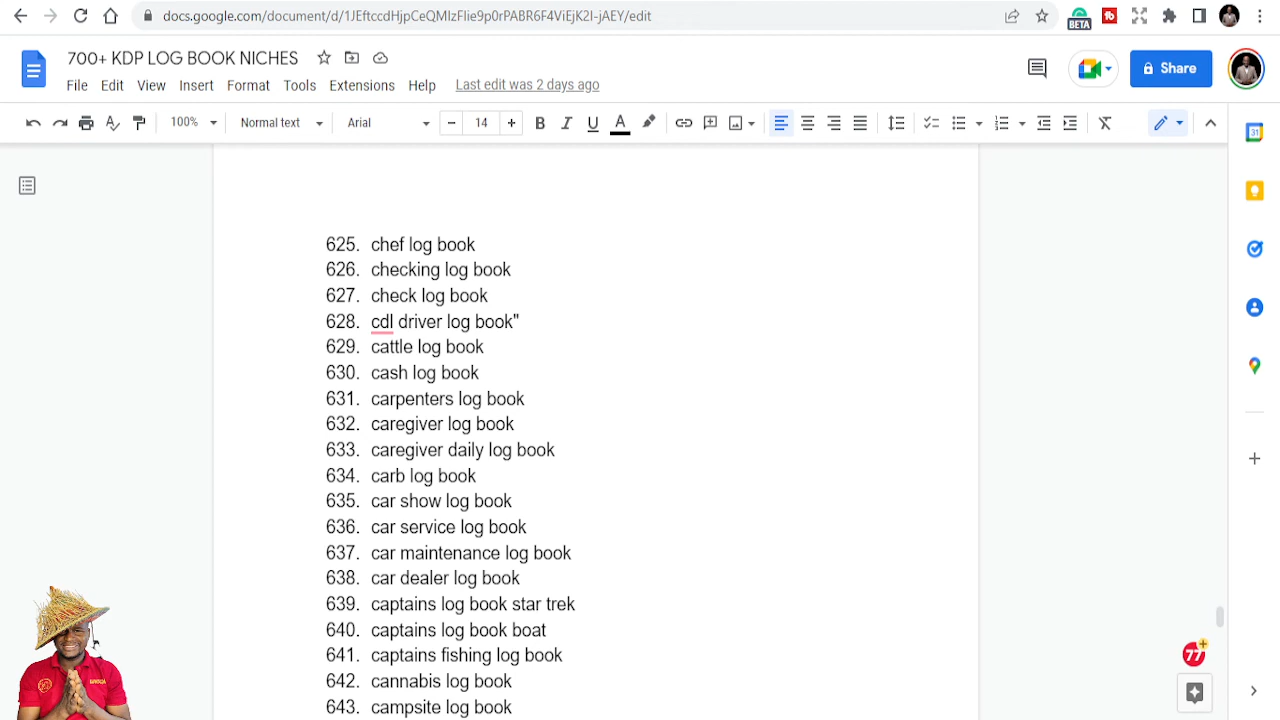 docs.google.com/document/d/1JEftccdHjpCeQMIzFIie9p0rPABR6F4ViEjK2I-jAEY/edit
BETA
700+ KDP LOG BOOK NICHES
File Edit View Insert Format Tools Extensions Help Last edit was 2 days ago
Share
100% Normal text Arial 14 B I U A
31
625. chef log book
626. checking log book
627. check log book
628. cdl driver log book"
629. cattle log book
630. cash log book
631. carpenters log book
632. caregiver log book
633. caregiver daily log book
634. carb log book
635. car show log book
636. car service log book
637. car maintenance log book
638. car dealer log book
639. captains log book star trek
640. captains log book boat
641. captains fishing log book
642. cannabis log book
643. campsite log book
77